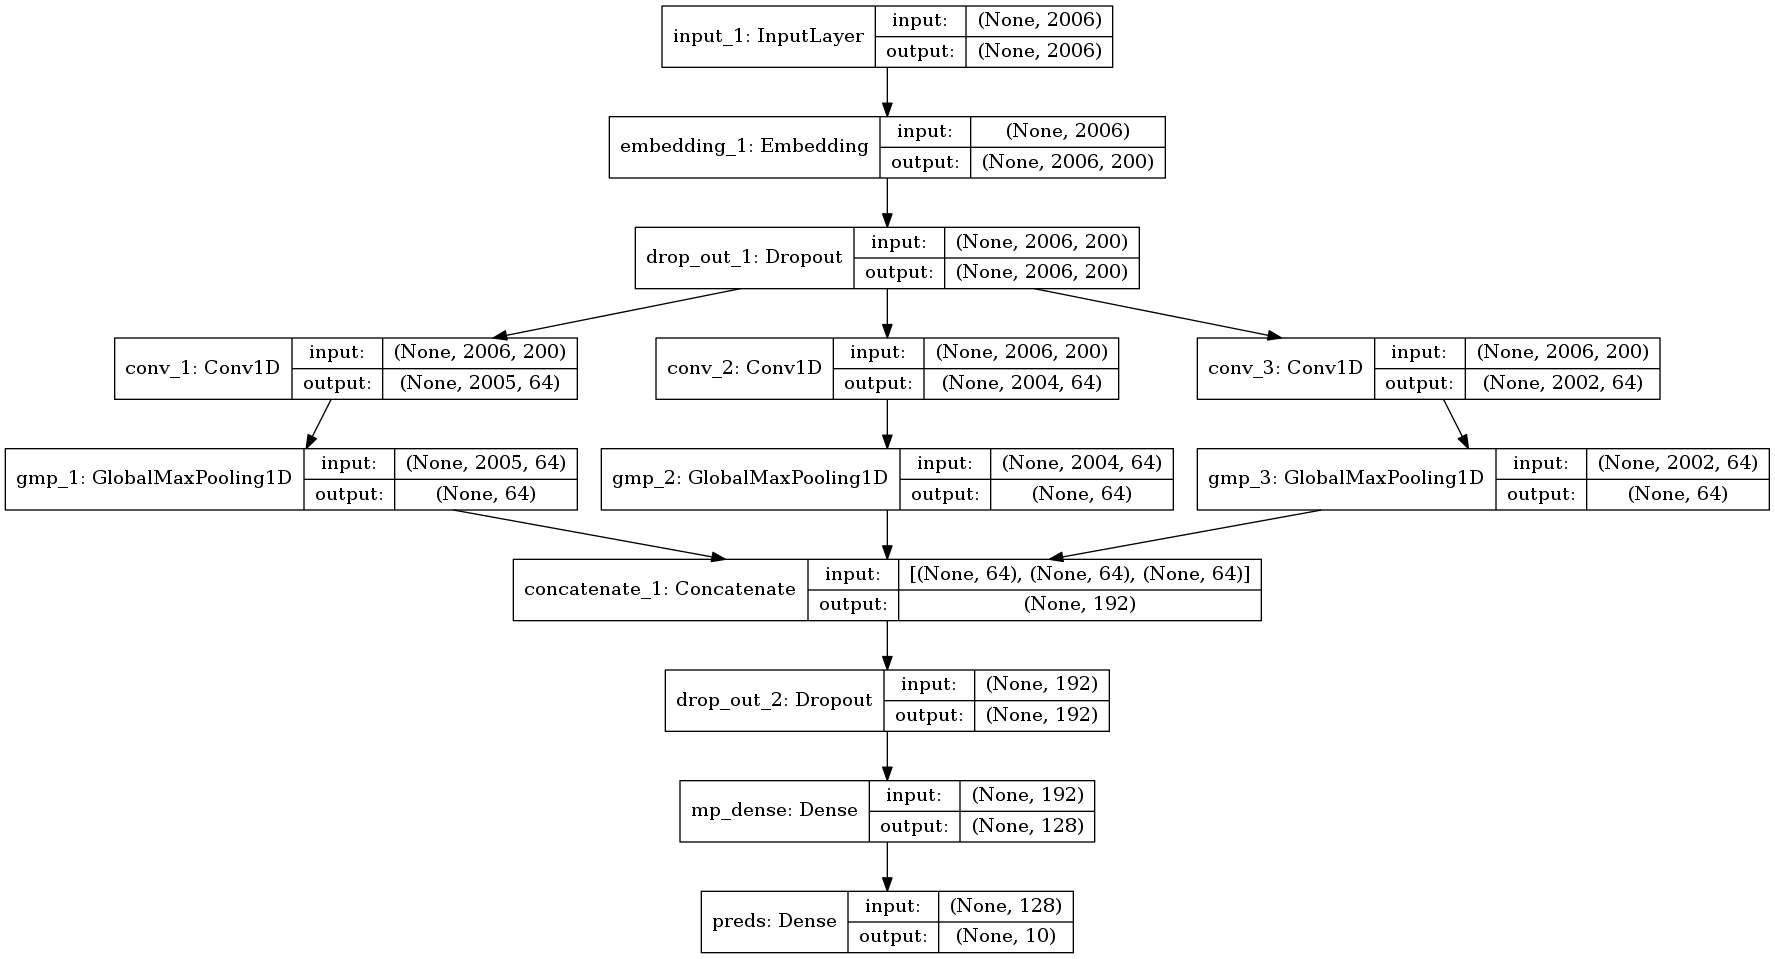 input_1: InputLayer
input: (None, 2006)
output: (None, 2006)
embedding_1: Embedding
input: (None, 2006)
output: (None, 2006, 200)
drop_out_1: Dropout
input: (None, 2006, 200)
output: (None, 2006, 200)
conv_1: Conv1D
input: (None, 2006, 200)
output: (None, 2005, 64)
conv_2: Conv1D
input: (None, 2006, 200)
output: (None, 2004, 64)
conv_3: Conv1D
input: (None, 2006, 200)
output: (None, 2002, 64)
gmp_1: GlobalMaxPooling1D
input: (None, 2005, 64)
output: (None, 64)
gmp_2: GlobalMaxPooling1D
input: (None, 2004, 64)
output: (None, 64)
gmp_3: GlobalMaxPooling1D
input: (None, 2002, 64)
output: (None, 64)
concatenate_1: Concatenate
input: [(None, 64), (None, 64), (None, 64)]
output: (None, 192)
drop_out_2: Dropout
input: (None, 192)
output: (None, 192)
mp_dense: Dense
input: (None, 192)
output: (None, 128)
preds: Dense
input: (None, 128)
output: (None, 10)